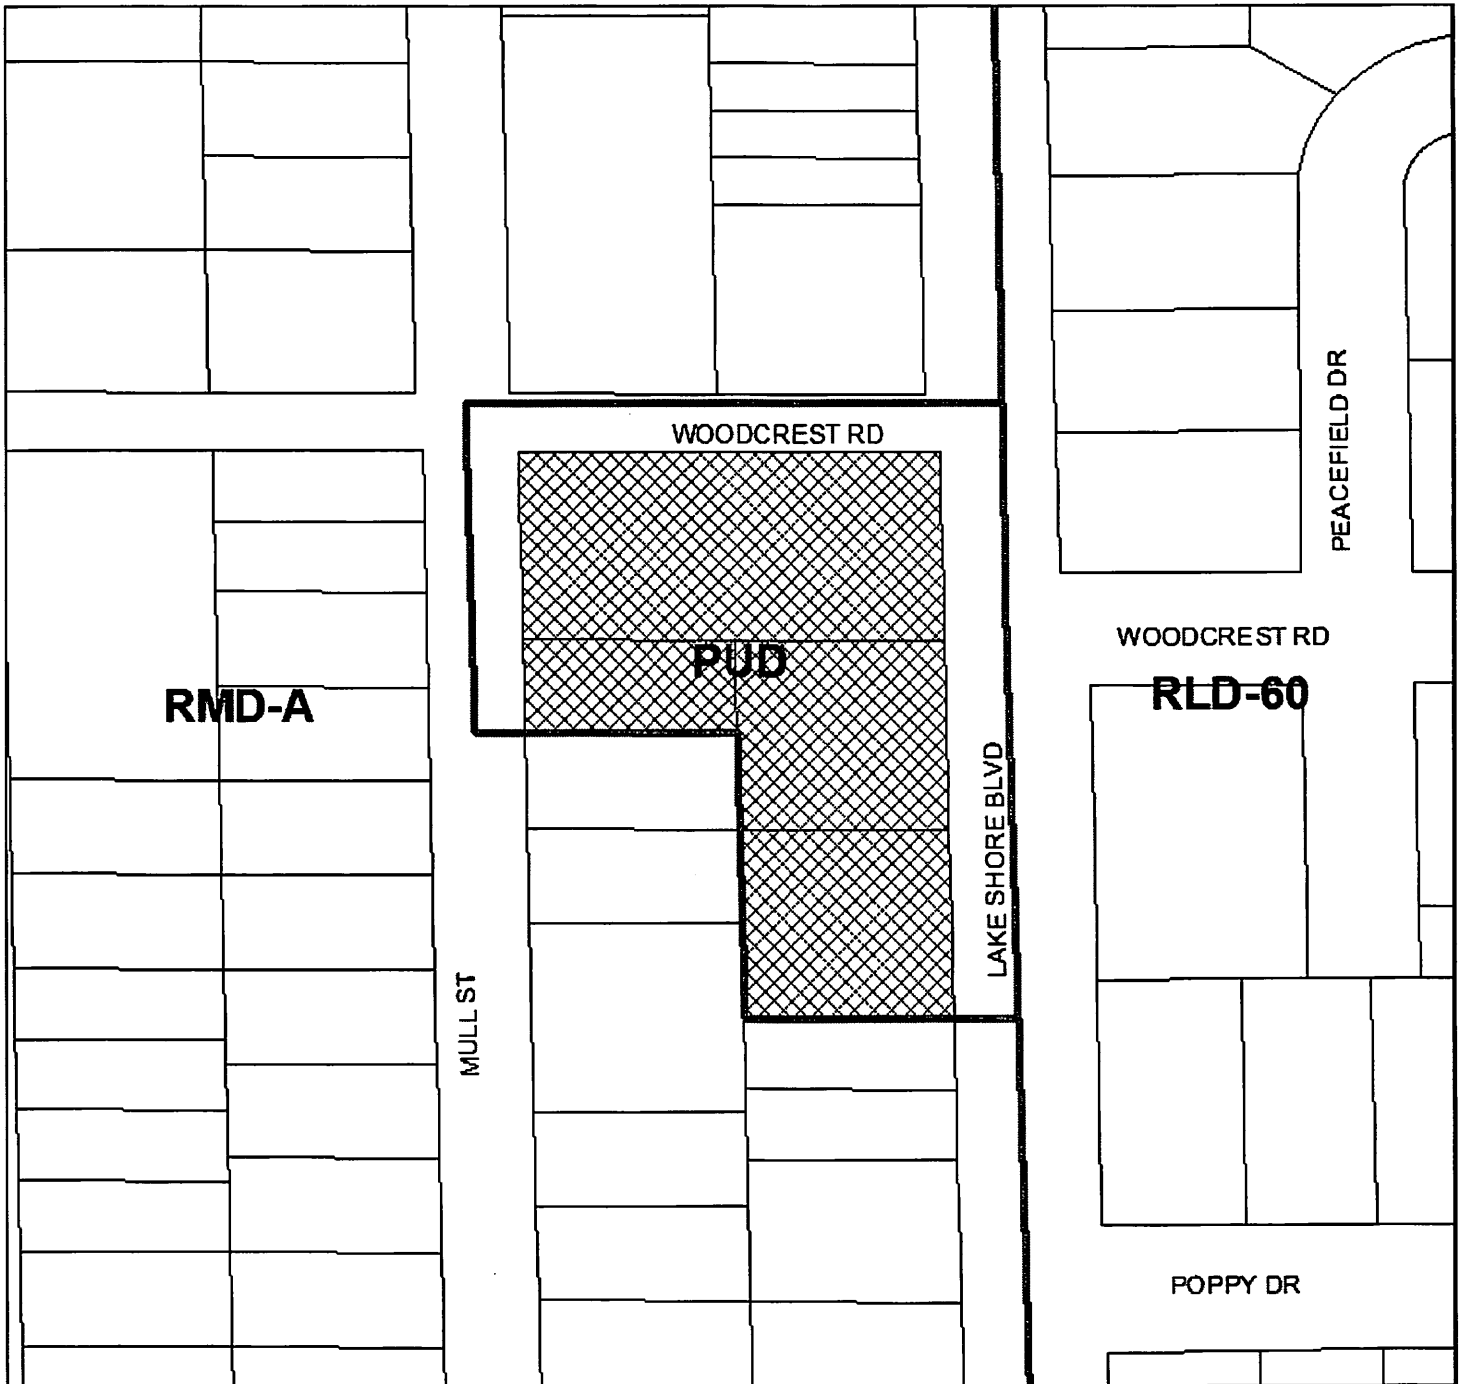 WOODCREST RD
PEACEFIELD DR
WOODCREST RD
PUD
RMD-A
RLD-60
LAKE SHORE BLVD
MULL ST
POPPY DR